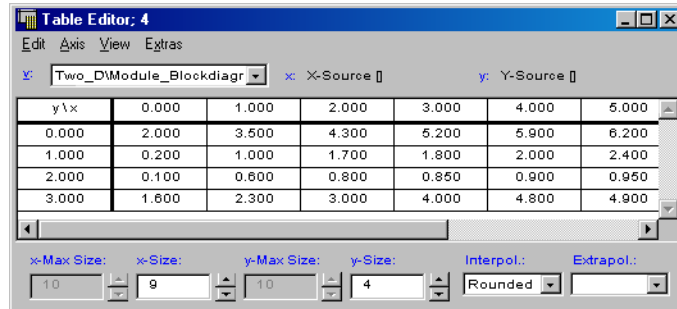 Table Editor; 4
Edit Axis View Extras
v: Two_D\Module_Blockdiagr x: X-Source [] y: Y-Source []
y\x 0.000 1.000 2.000 3.000 4.000 5.000
0.000 2.000 3.500 4.300 5.200 5.900 6.200
1.000 0.200 1.000 1.700 1.800 2.000 2.400
2.000 0.100 0.600 0.800 0.850 0.900 0.950
3.000 1.600 2.300 3.000 4.000 4.800 4.900
x-Max Size: x-Size: y-Max Size: y-Size: Interpol.: Extrapol.:
10 9 10 4 Rounded